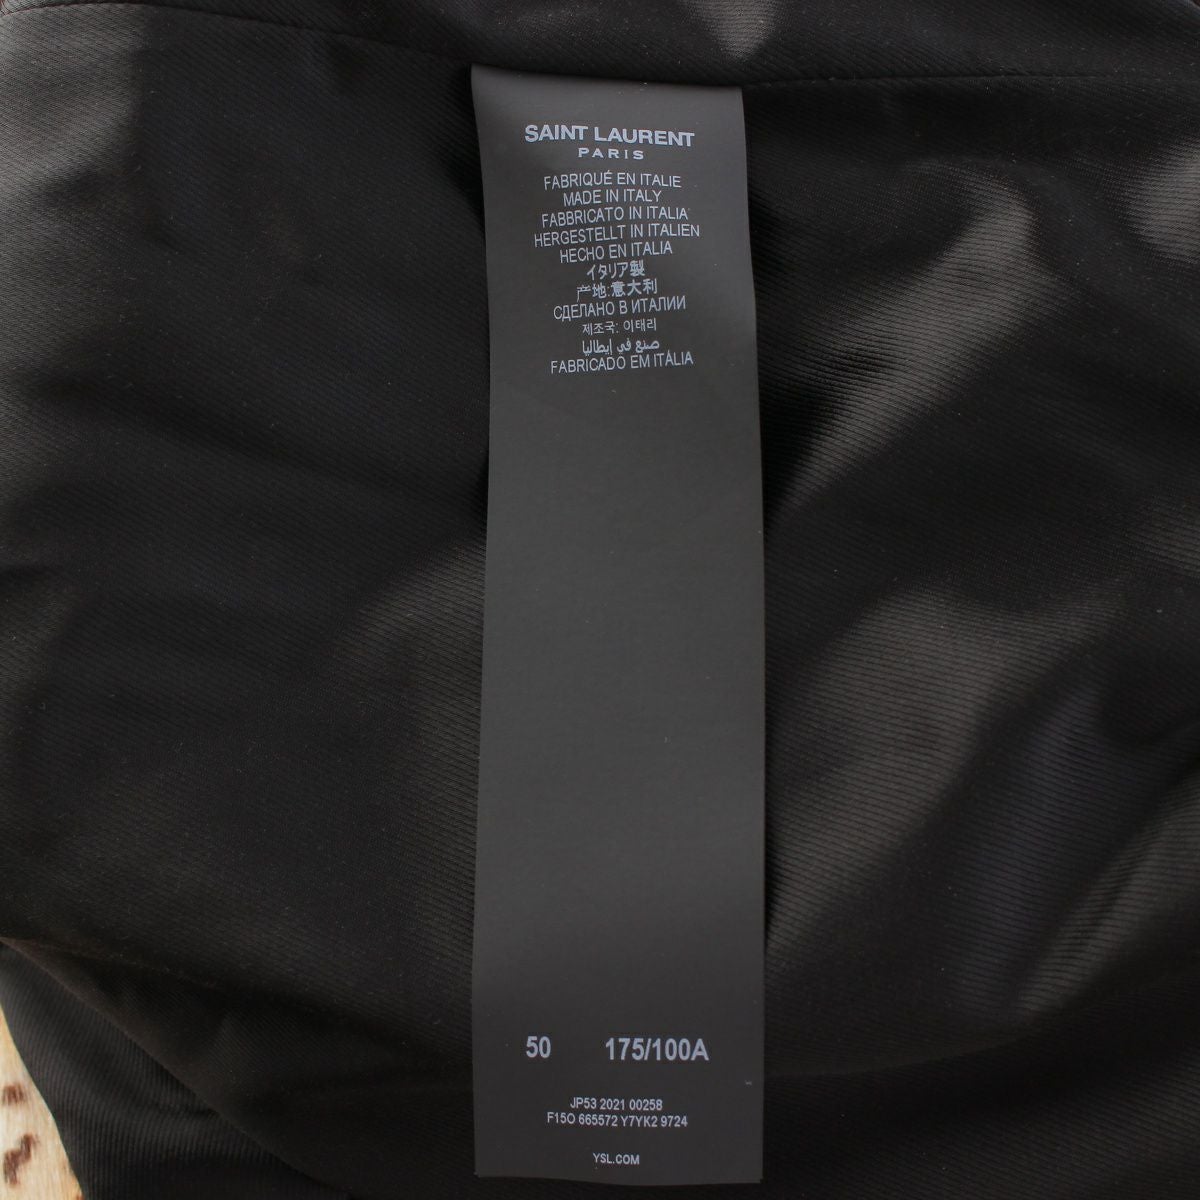 SAINT LAURENT
PARIS
FABRIQUÉ EN ITALIE
MADE IN ITALY
FABBRICATO IN ITALIA
HERGESTELLT IN ITALIEN
HECHO EN ITALIA
イタリア製
产地:意大利
СДЕЛАНО В ИТАЛИИ
제조국: 이태리
صنع في إيطاليا
FABRICADO EM ITÁLIA
50 175/100A
JP53 2021 00258
F15O 665572 Y7YK2 9724
YSL.COM